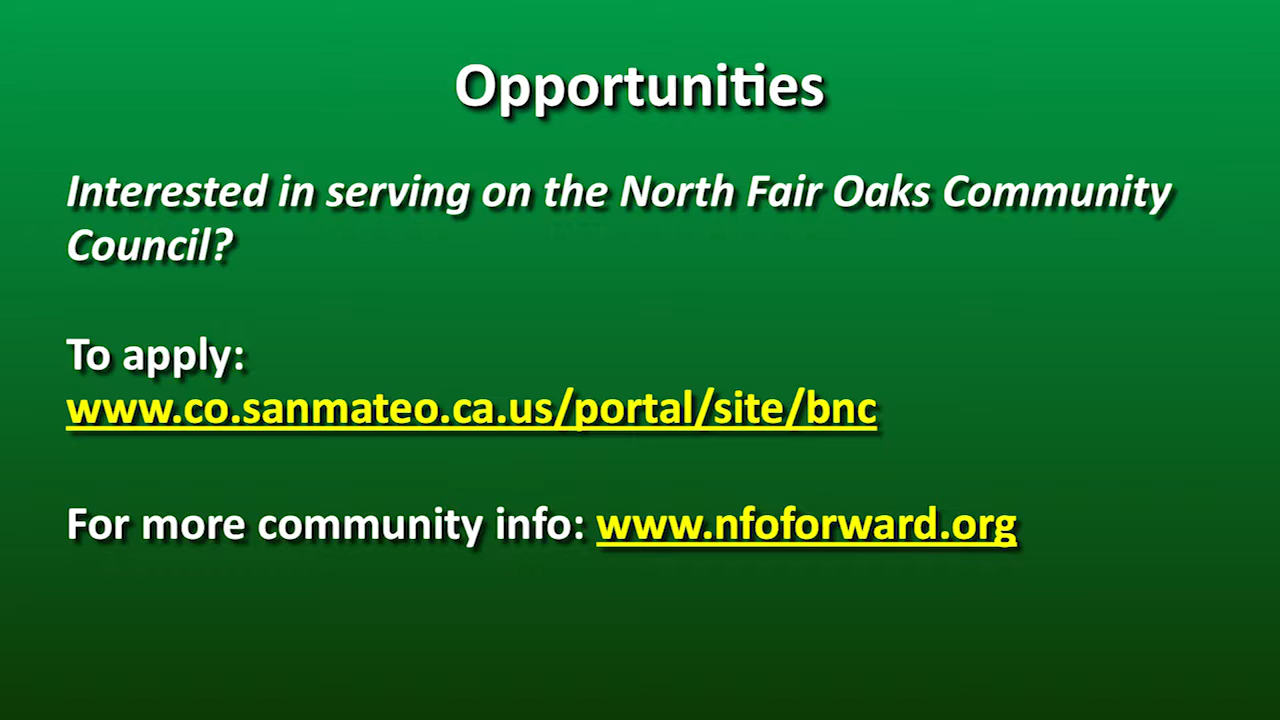 Opportunities
Interested in serving on the North Fair Oaks Community
Council?
To apply:
www.co.sanmateo.ca.us/portal/site/bnc
For more community info: www.nfoforward.org